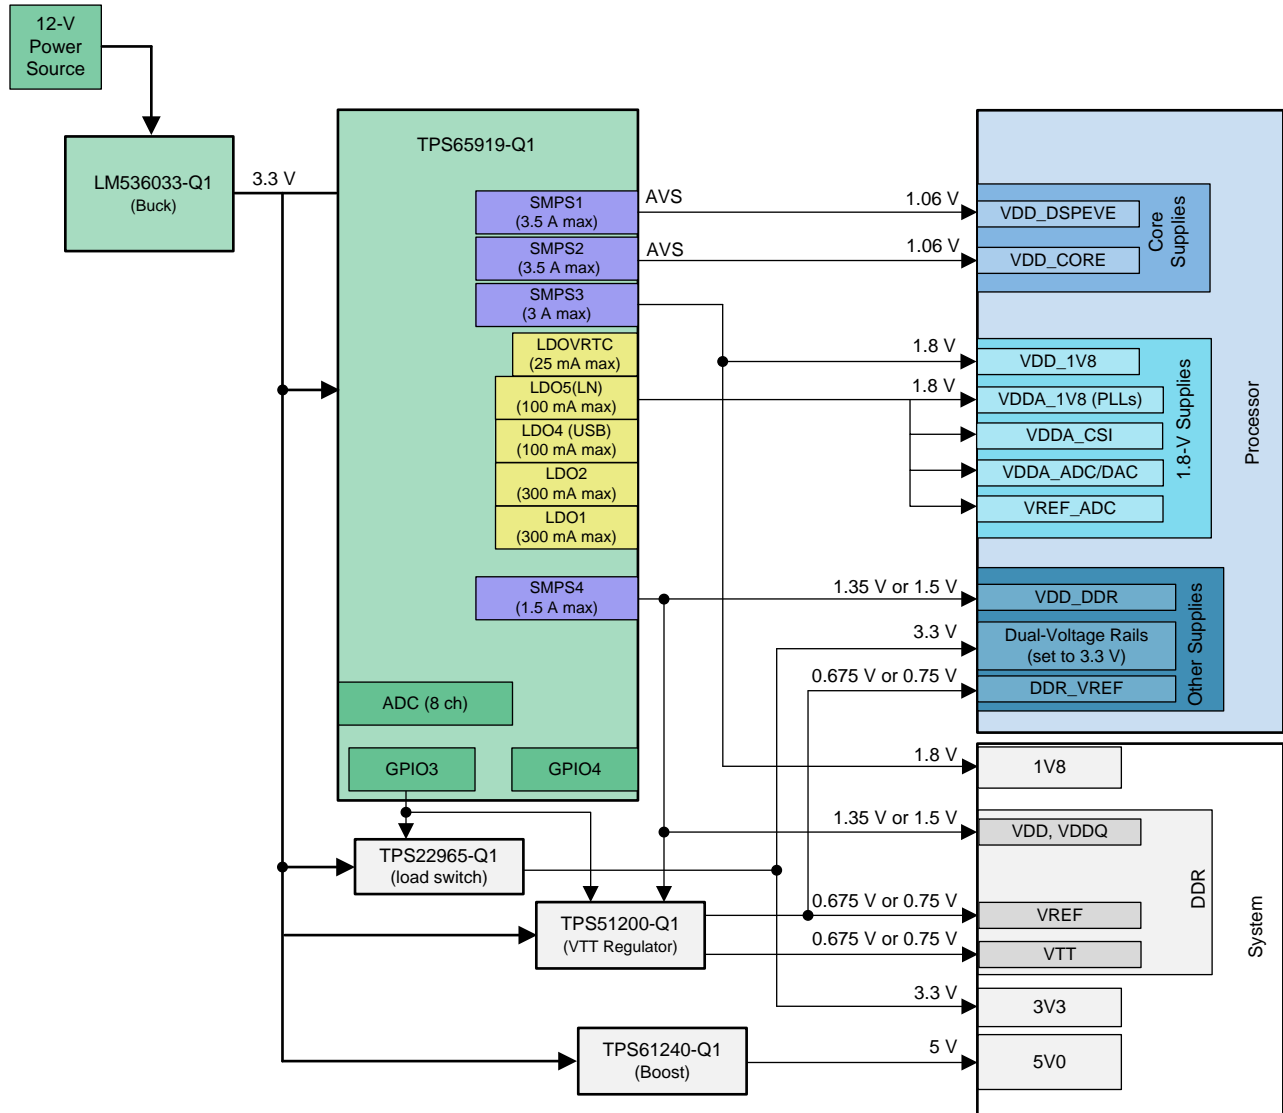 12-V
Power
Source
LM536033-Q1
(Buck)
3.3 V
TPS65919-Q1
SMPS1
(3.5 A max)
AVS
SMPS2
(3.5 A max)
AVS
SMPS3
(3 A max)
LDOVRTC
(25 mA max)
LDO5(LN)
(100 mA max)
LDO4 (USB)
(100 mA max)
LDO2
(300 mA max)
LDO1
(300 mA max)
SMPS4
(1.5 A max)
ADC (8 ch)
GPIO3
GPIO4
TPS22965-Q1
(load switch)
TPS51200-Q1
(VTT Regulator)
TPS61240-Q1
(Boost)
1.06 V
VDD_DSPEVE
1.06 V
VDD_CORE
Core
Supplies
1.8 V
VDD_1V8
1.8 V
VDDA_1V8 (PLLs)
VDDA_CSI
VDDA_ADC/DAC
VREF_ADC
1.8-V Supplies
1.35 V or 1.5 V
VDD_DDR
3.3 V
Dual-Voltage Rails
(set to 3.3 V)
0.675 V or 0.75 V
DDR_VREF
Other Supplies
Processor
1.8 V
1V8
1.35 V or 1.5 V
VDD, VDDQ
0.675 V or 0.75 V
VREF
0.675 V or 0.75 V
VTT
DDR
3.3 V
3V3
5 V
5V0
System